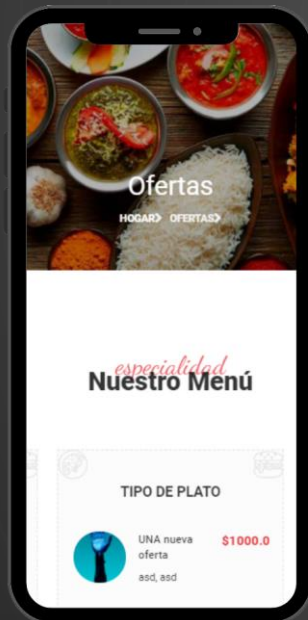 Ofertas
HOGAR> OFERTAS>
especialidad
Nuestro Menú
TIPO DE PLATO
UNA nueva $1000.0
oferta
asd, asd